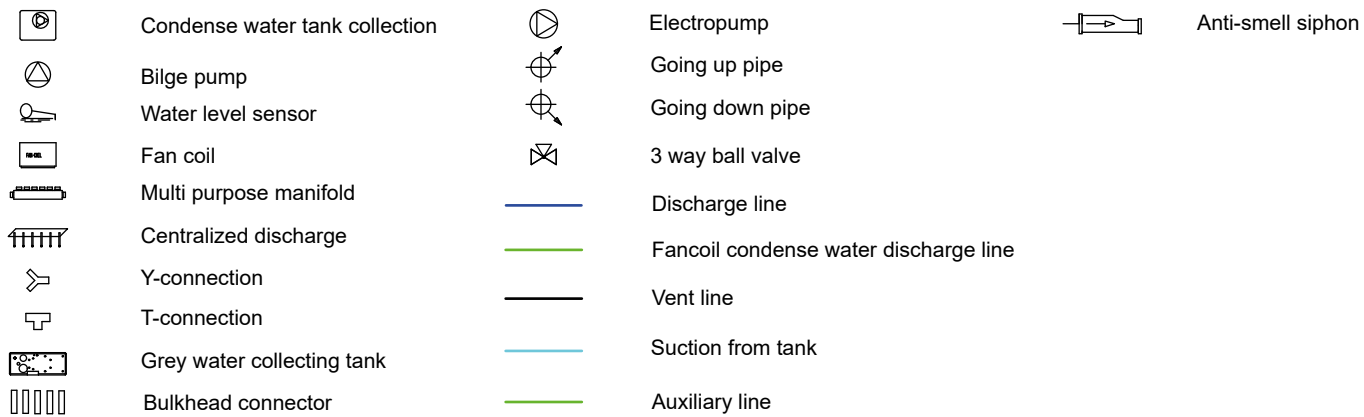 Condense water tank collection
Bilge pump
Water level sensor
Fan coil
Multi purpose manifold
Centralized discharge
Y-connection
T-connection
Grey water collecting tank
Bulkhead connector
Electropump
Going up pipe
Going down pipe
3 way ball valve
Discharge line
Fancoil condense water discharge line
Vent line
Suction from tank
Auxiliary line
Anti-smell siphon